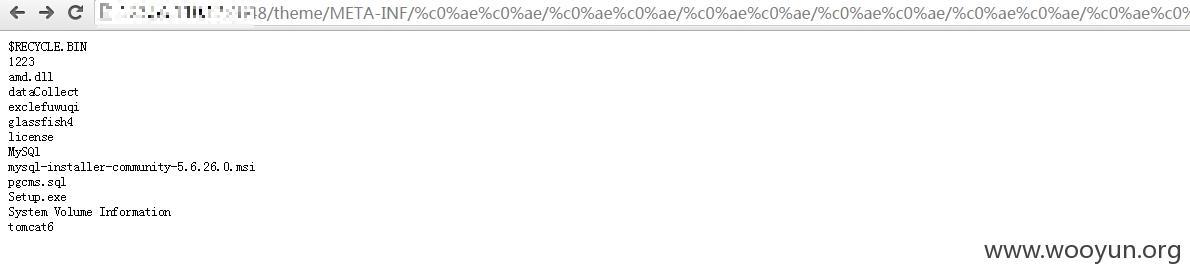 18/theme/META-INF/%c0%ae%c0%ae/%c0%ae%c0%ae/%c0%ae%c0%ae/%c0%ae%c0%ae/%c0%ae%c0%ae/%c0%ae%c0%ae/%c0%
$RECYCLE.BIN
1223
amd.dll
dataCollect
exclefuwuqi
glassfish4
license
MySQl
mysql-installer-community-5.6.26.0.msi
pgcms.sql
Setup.exe
System Volume Information
tomcat6
www.wooyun.org